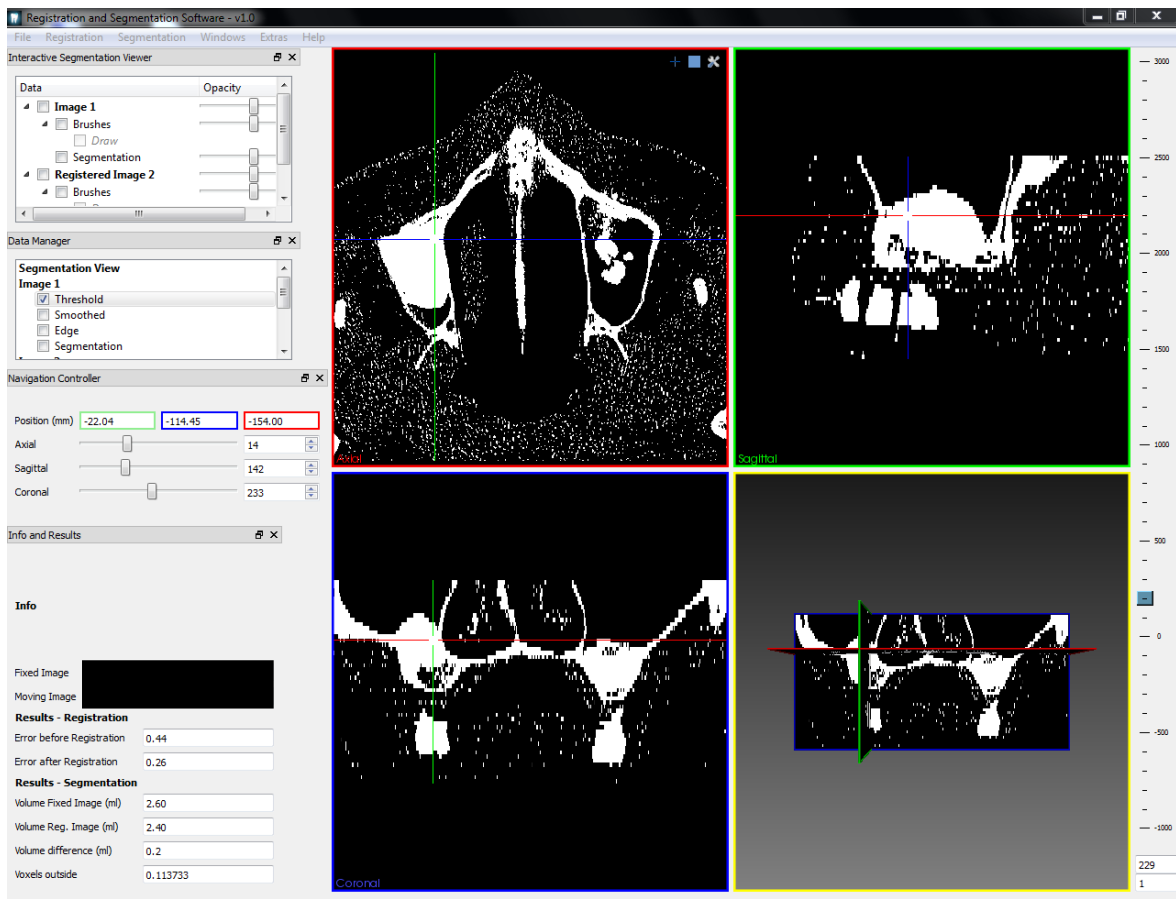 Registration and Segmentation Software - v1.0
File Registration Segmentation Windows Extras Help
Interactive Segmentation Viewer
Data Opacity
Image 1
Brushes
Draw
Segmentation
Registered Image 2
Brushes
Data Manager
Segmentation View
Image 1
Threshold
Smoothed
Edge
Segmentation
Navigation Controller
Position (mm) -22.04 -114.45 -154.00
Axial 14
Sagittal 142
Coronal 233
Info and Results
Info
Fixed Image
Moving Image
Results - Registration
Error before Registration 0.44
Error after Registration 0.26
Results - Segmentation
Volume Fixed Image (ml) 2.60
Volume Reg. Image (ml) 2.40
Volume difference (ml) 0.2
Voxels outside 0.113733
Axial
Sagittal
Coronal
3000
2500
2000
1500
1000
500
0
-500
-1000
229
1